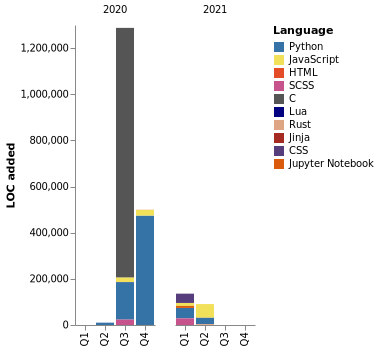 2020
2021
LOC added
1,200,000
1,000,000
800,000
600,000
400,000
200,000
0
Q1
Q2
Q3
Q4
Q1
Q2
Q3
Q4
Language
Python
JavaScript
HTML
SCSS
C
Lua
Rust
Jinja
CSS
Jupyter Notebook